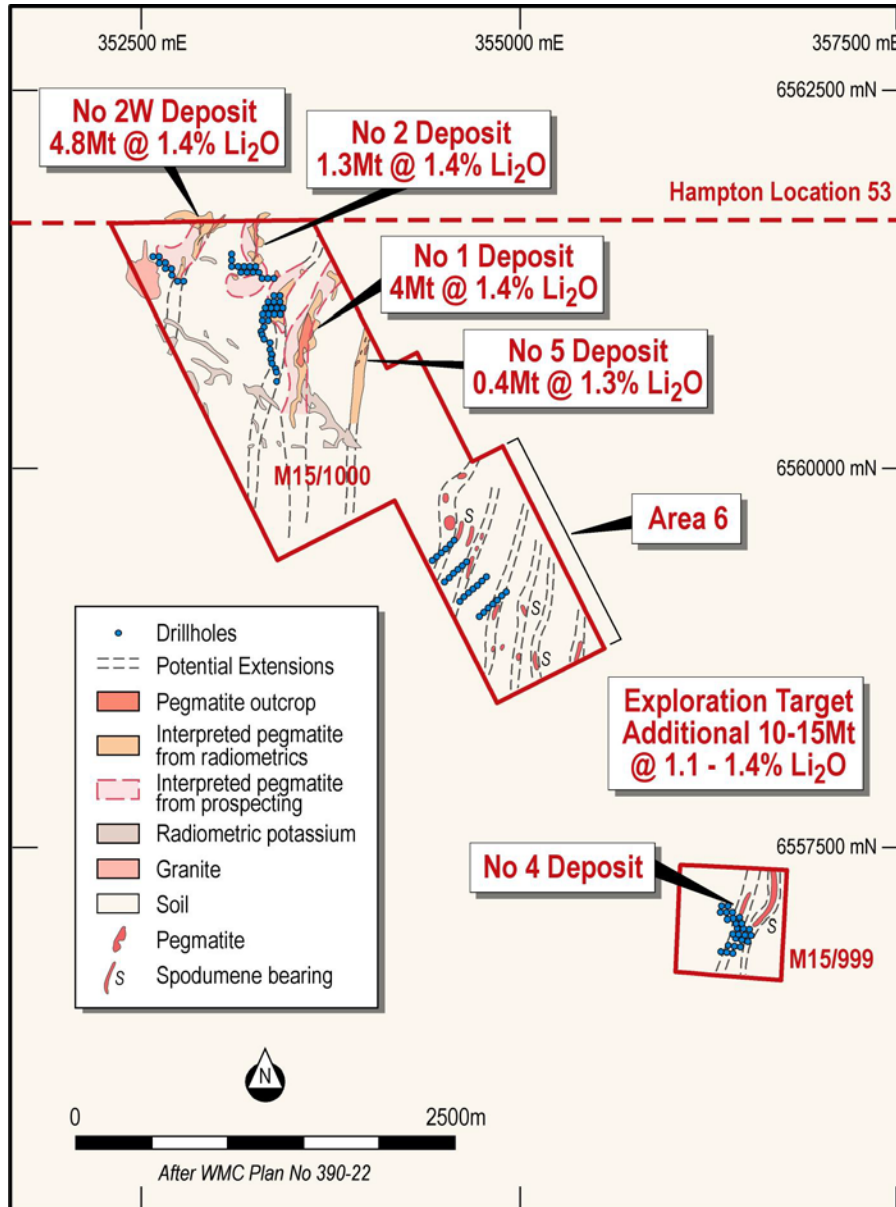 352500 mE
355000 mE
357500 mE
6562500 mN
No 2W Deposit
4.8Mt @ 1.4% Li₂O
No 2 Deposit
1.3Mt @ 1.4% Li₂O
Hampton Location 53
No 1 Deposit
4Mt @ 1.4% Li₂O
No 5 Deposit
0.4Mt @ 1.3% Li₂O
6560000 mN
M15/1000
S
Area 6
S
S
Drillholes
Potential Extensions
Pegmatite outcrop
Interpreted pegmatite
from radiometrics
Interpreted pegmatite
from prospecting
Radiometric potassium
Granite
Soil
Pegmatite
S
Spodumene bearing
Exploration Target
Additional 10-15Mt
@ 1.1 - 1.4% Li₂O
6557500 mN
No 4 Deposit
S
M15/999
N
0
2500m
After WMC Plan No 390-22